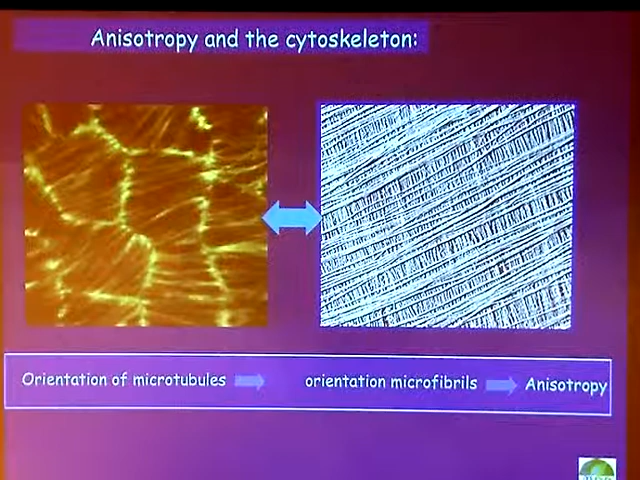 Anisotropy and the cytoskeleton:
Orientation of microtubules orientation microfibrils Anisotropy